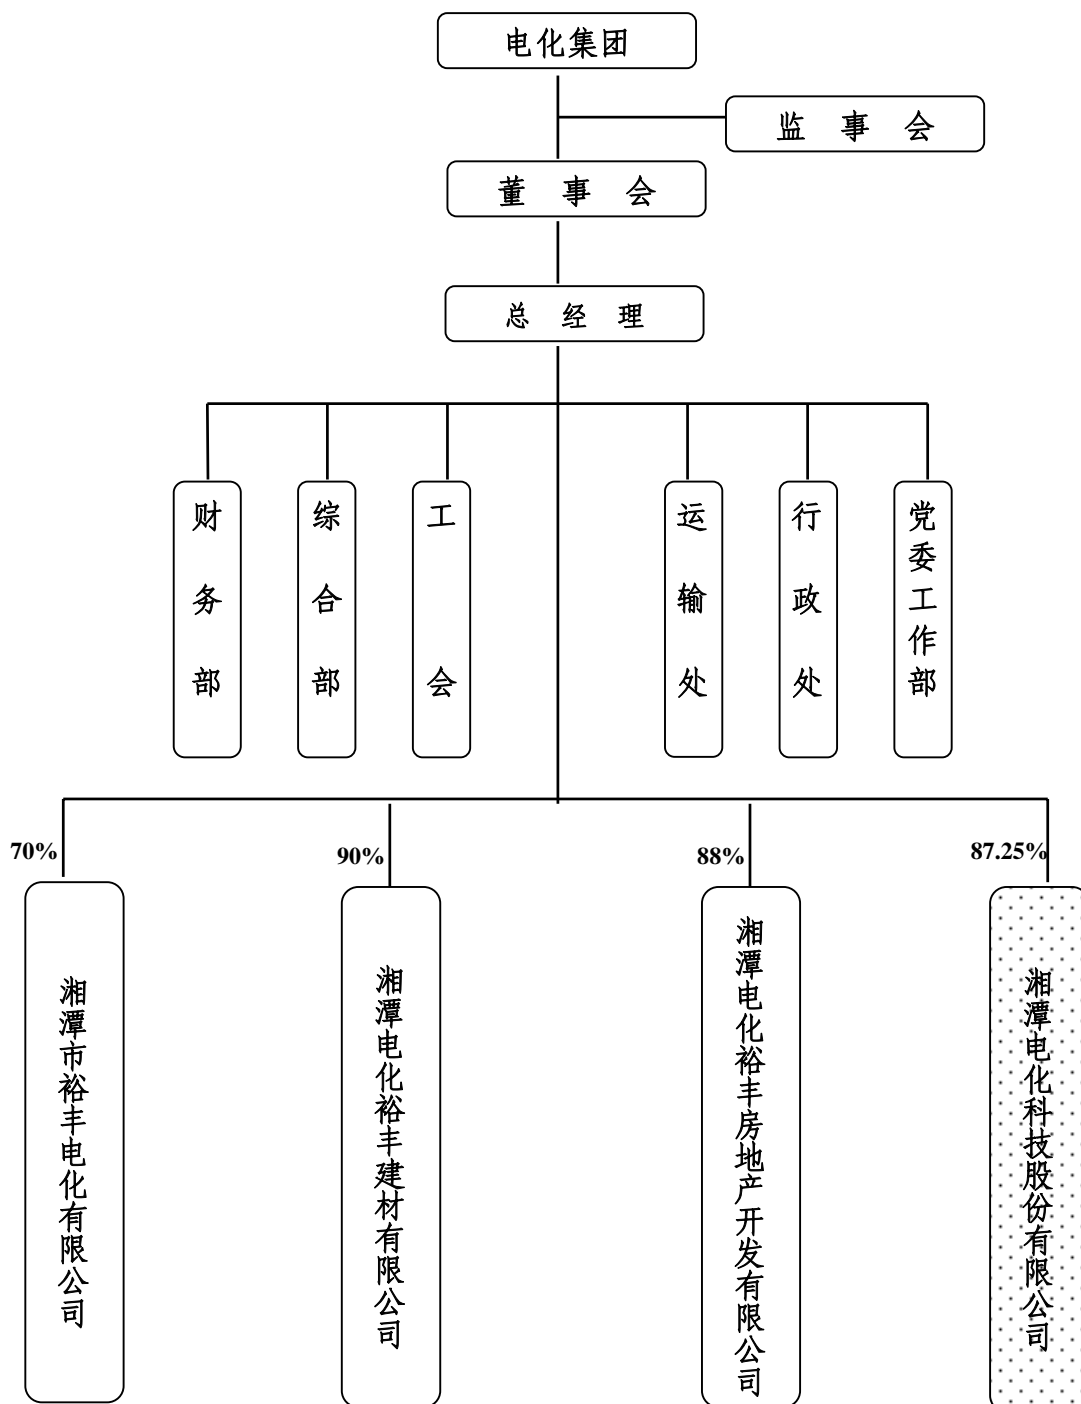 电化集团
监 事 会
董 事 会
总 经 理
财务部
综合部
工会
运输处
行政处
党委工作部
70%
90%
88%
87.25%
湘潭市裕丰电化有限公司
湘潭电化裕丰建材有限公司
湘潭电化裕丰房地产开发有限公司
湘潭电化科技股份有限公司